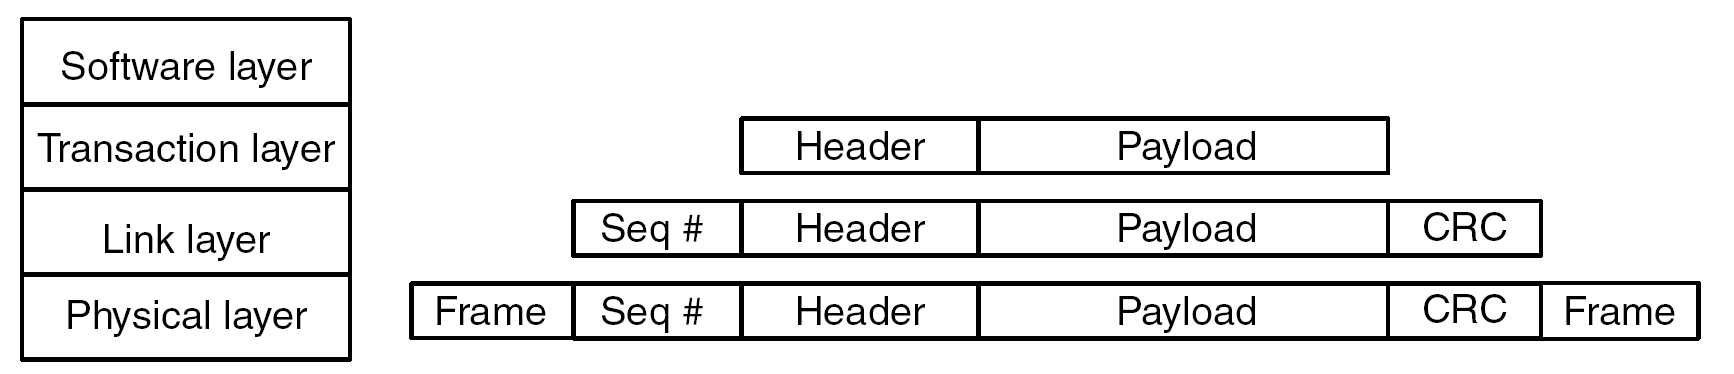 Software layer
Transaction layer Header Payload
Link layer Seq # Header Payload CRC
Physical layer Frame Seq # Header Payload CRC Frame